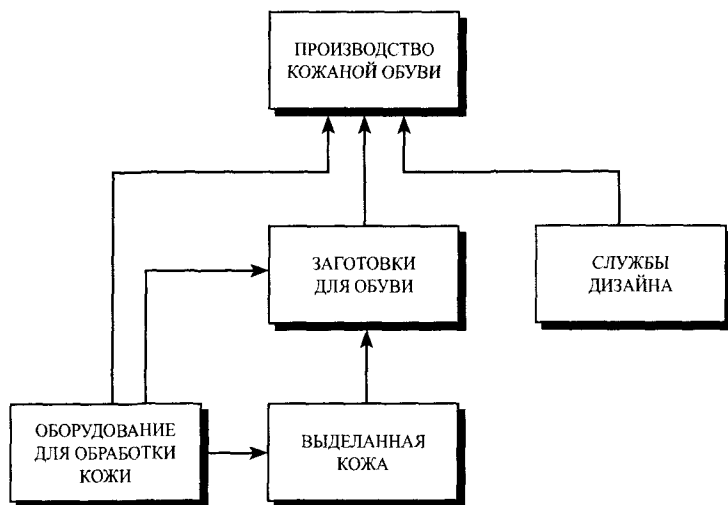 ПРОИЗВОДСТВО
КОЖАНОЙ ОБУВИ
ЗАГОТОВКИ
ДЛЯ ОБУВИ
СЛУЖБЫ
ДИЗАЙНА
ОБОРУДОВАНИЕ
ДЛЯ ОБРАБОТКИ
КОЖИ
ВЫДЕЛАННАЯ
КОЖА